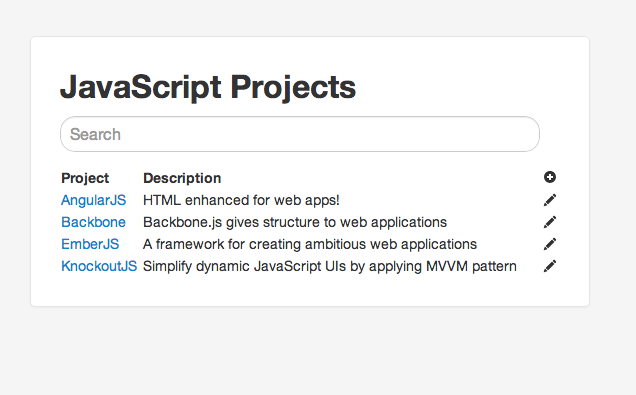 JavaScript Projects
Search
Project Description
AngularJS HTML enhanced for web apps!
Backbone Backbone.js gives structure to web applications
EmberJS A framework for creating ambitious web applications
KnockoutJS Simplify dynamic JavaScript UIs by applying MVVM pattern